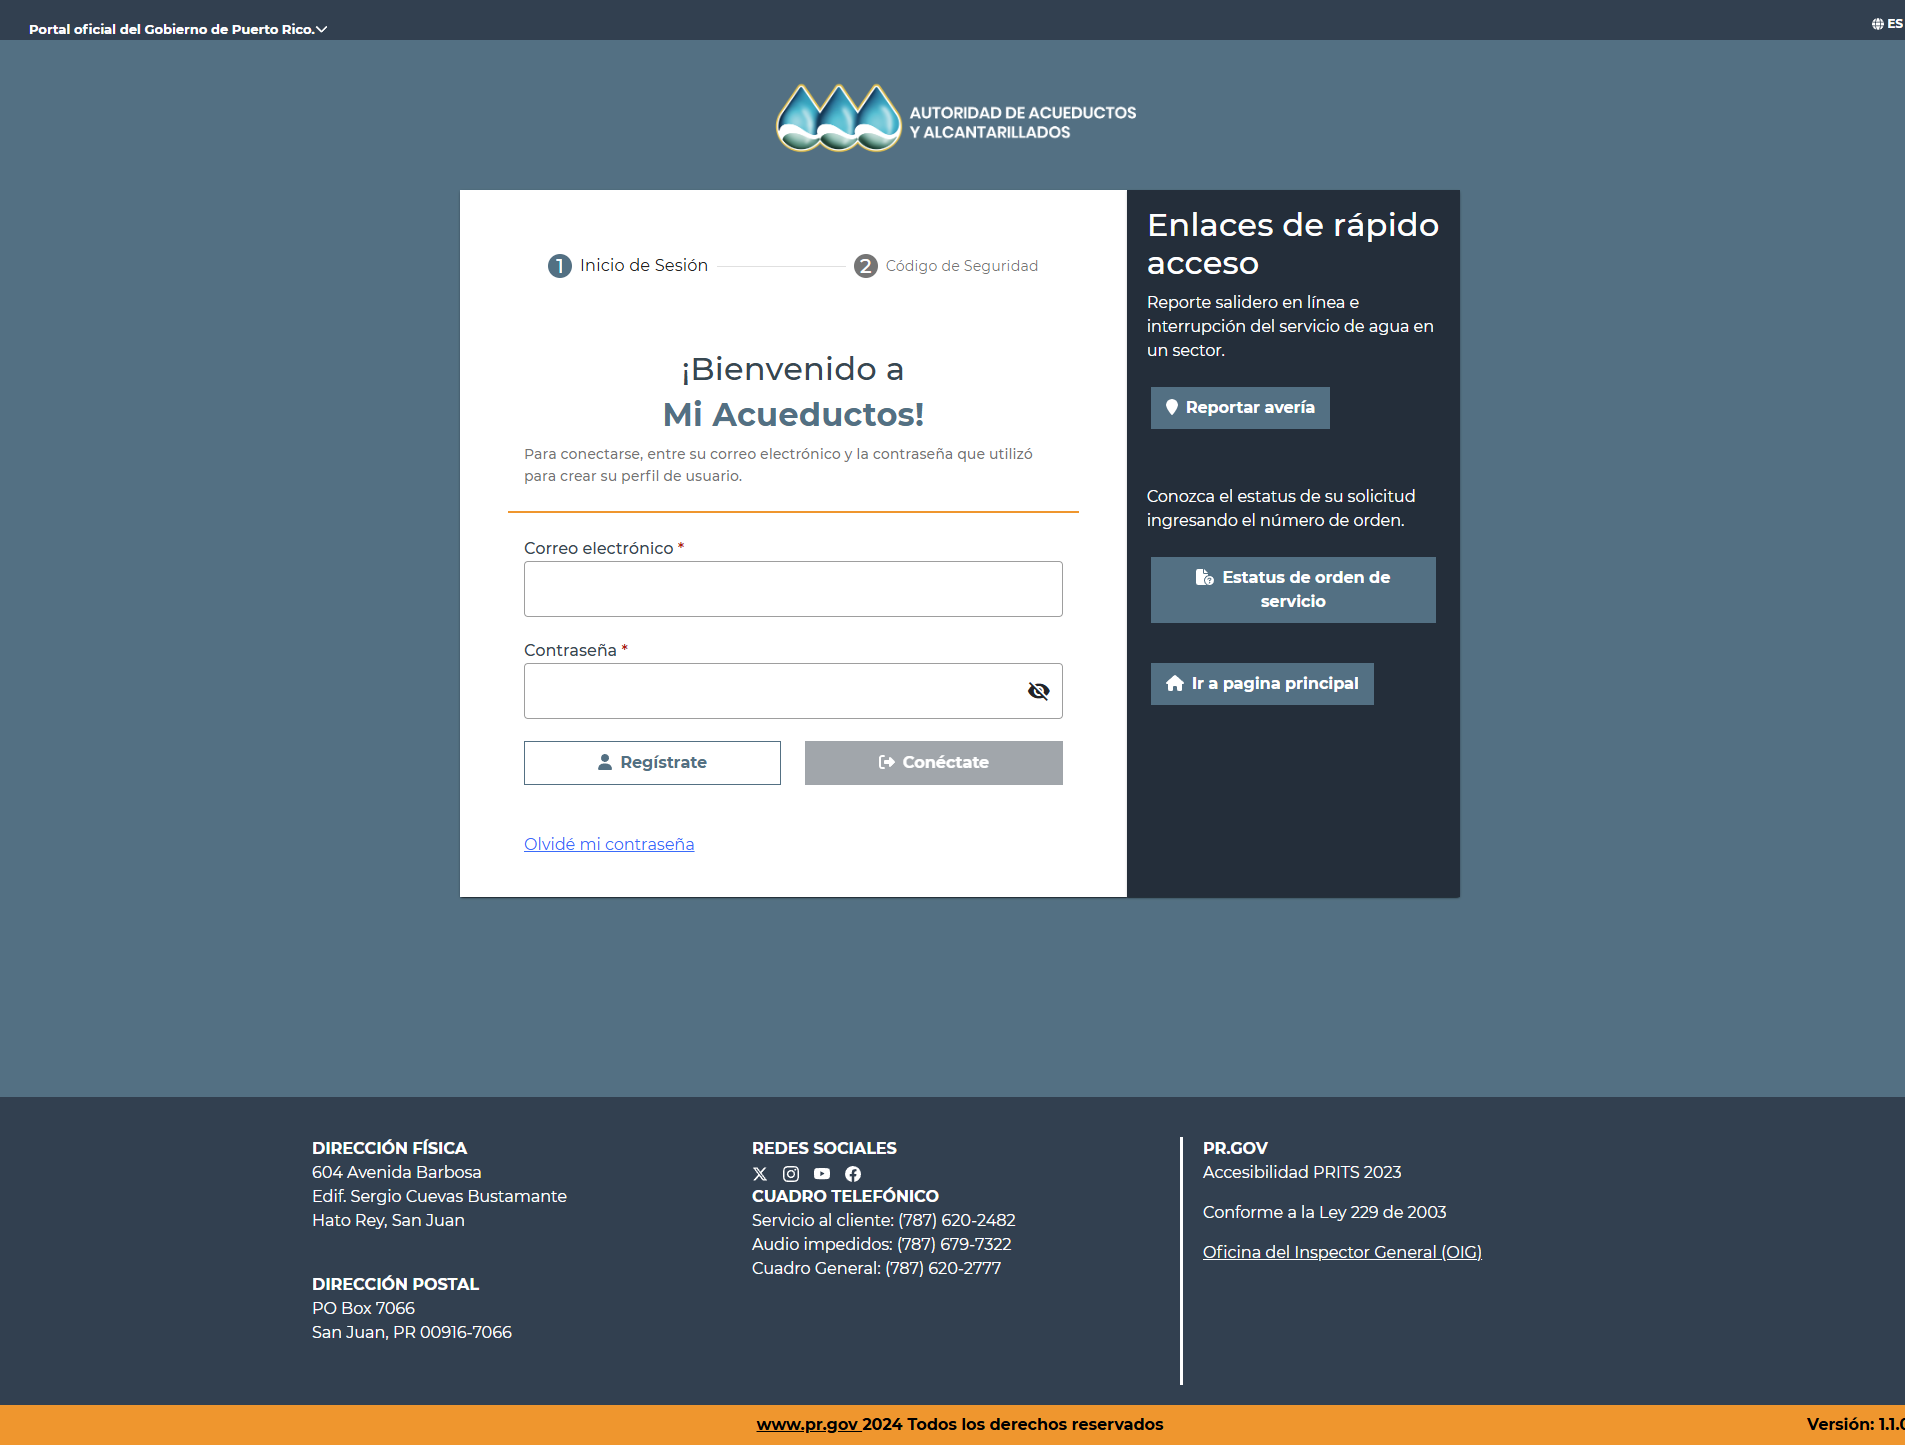 Portal oficial del Gobierno de Puerto Rico.
ES
AUTORIDAD DE ACUEDUCTOS
Y ALCANTARILLADOS
1 Inicio de Sesión
2 Código de Seguridad
¡Bienvenido a
Mi Acueductos!
Para conectarse, entre su correo electrónico y la contraseña que utilizó
para crear su perfil de usuario.
Correo electrónico *
Contraseña *
Regístrate
Conéctate
Olvidé mi contraseña
Enlaces de rápido
acceso
Reporte salidero en línea e
interrupción del servicio de agua en
un sector.
Reportar avería
Conozca el estatus de su solicitud
ingresando el número de orden.
Estatus de orden de
servicio
Ir a pagina principal
DIRECCIÓN FÍSICA
604 Avenida Barbosa
Edif. Sergio Cuevas Bustamante
Hato Rey, San Juan
DIRECCIÓN POSTAL
PO Box 7066
San Juan, PR 00916-7066
REDES SOCIALES
CUADRO TELEFÓNICO
Servicio al cliente: (787) 620-2482
Audio impedidos: (787) 679-7322
Cuadro General: (787) 620-2777
PR.GOV
Accesibilidad PRITS 2023
Conforme a la Ley 229 de 2003
Oficina del Inspector General (OIG)
www.pr.gov 2024 Todos los derechos reservados
Versión: 1.1.0